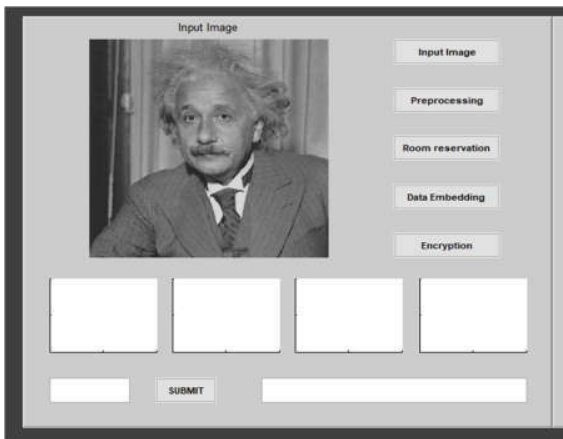 Input Image
Input Image
Preprocessing
Room reservation
Data Embedding
Encryption
SUBMIT